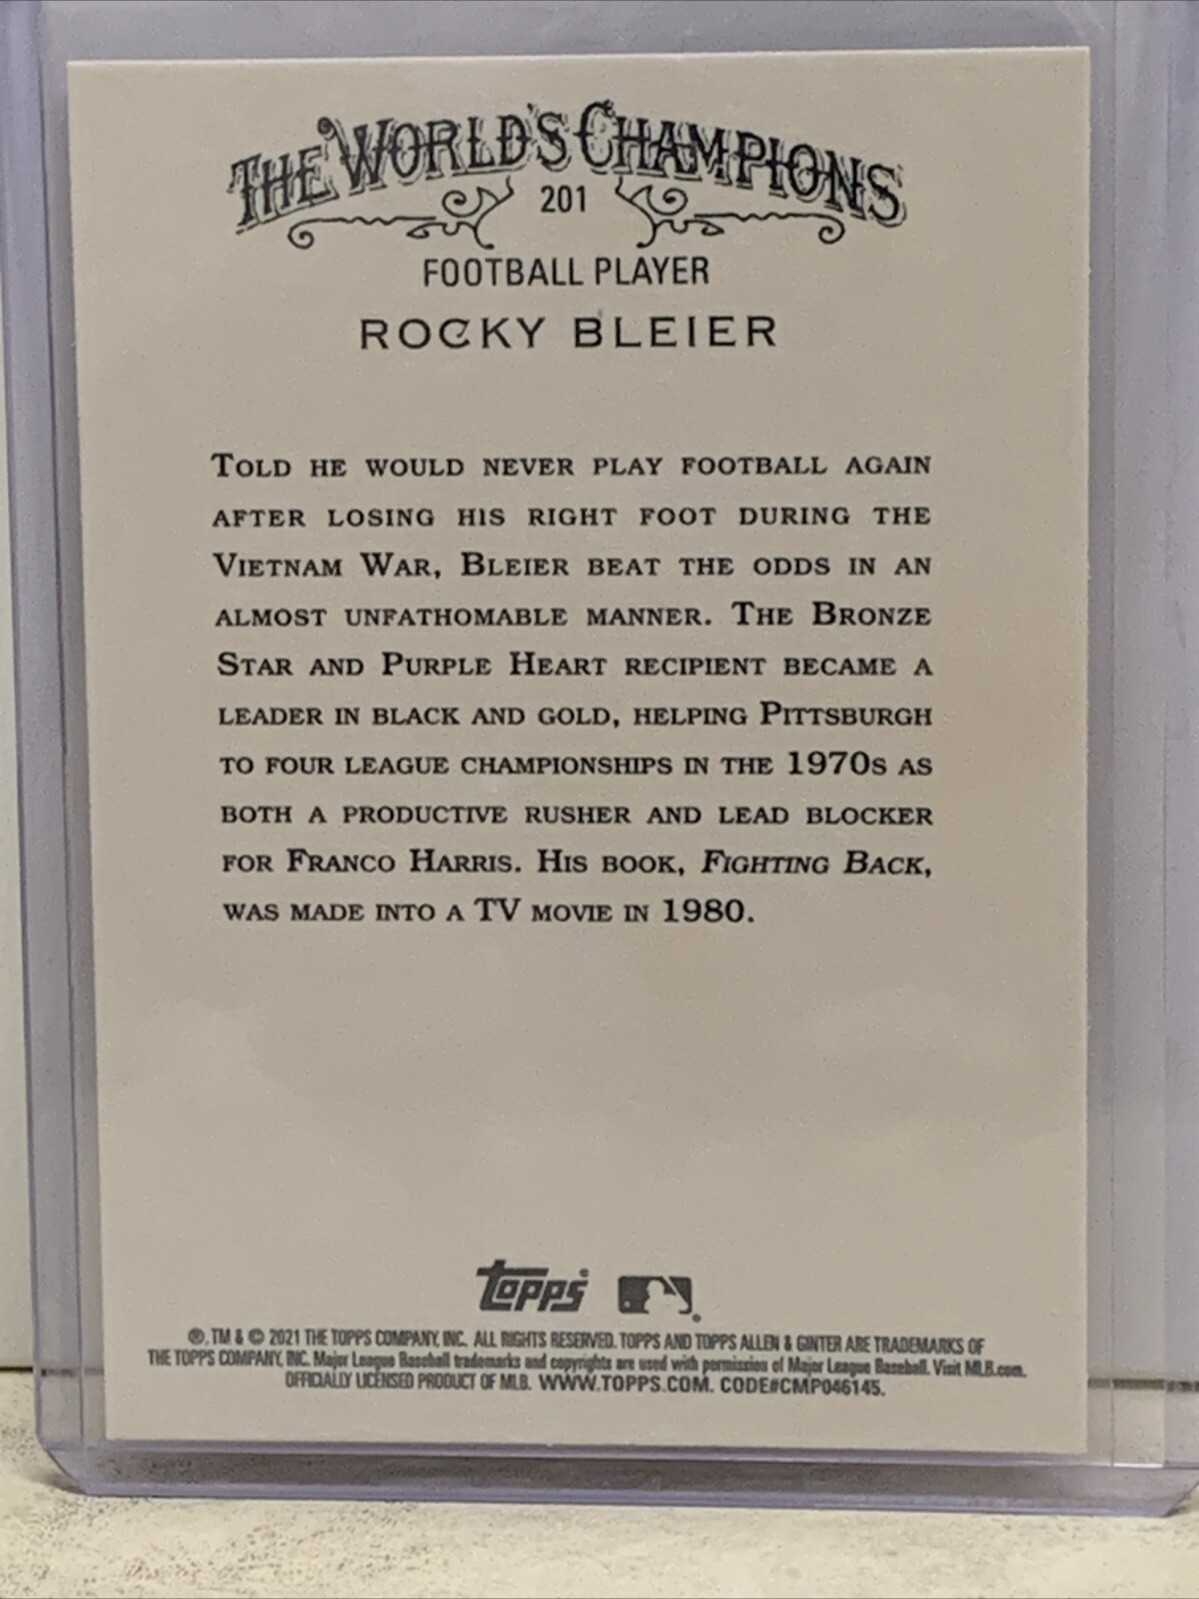 THE WORLD'S CHAMPIONS
201
FOOTBALL PLAYER
ROCKY BLEIER
TOLD HE WOULD NEVER PLAY FOOTBALL AGAIN
AFTER LOSING HIS RIGHT FOOT DURING THE
VIETNAM WAR, BLEIER BEAT THE ODDS IN AN
ALMOST UNFATHOMABLE MANNER. THE BRONZE
STAR AND PURPLE HEART RECIPIENT BECAME A
LEADER IN BLACK AND GOLD, HELPING PITTSBURGH
TO FOUR LEAGUE CHAMPIONSHIPS IN THE 1970S AS
BOTH A PRODUCTIVE RUSHER AND LEAD BLOCKER
FOR FRANCO HARRIS. HIS BOOK, FIGHTING BACK,
WAS MADE INTO A TV MOVIE IN 1980.
Topps®
®, TM & © 2021 THE TOPPS COMPANY, INC. ALL RIGHTS RESERVED. TOPPS AND TOPPS ALLEN & GINTER ARE TRADEMARKS OF
THE TOPPS COMPANY, INC. Major League Baseball trademarks and copyrights are used with permission of Major League Baseball. Visit MLB.com.
OFFICIALLY LICENSED PRODUCT OF MLB. WWW.TOPPS.COM. CODE#CMP046145.